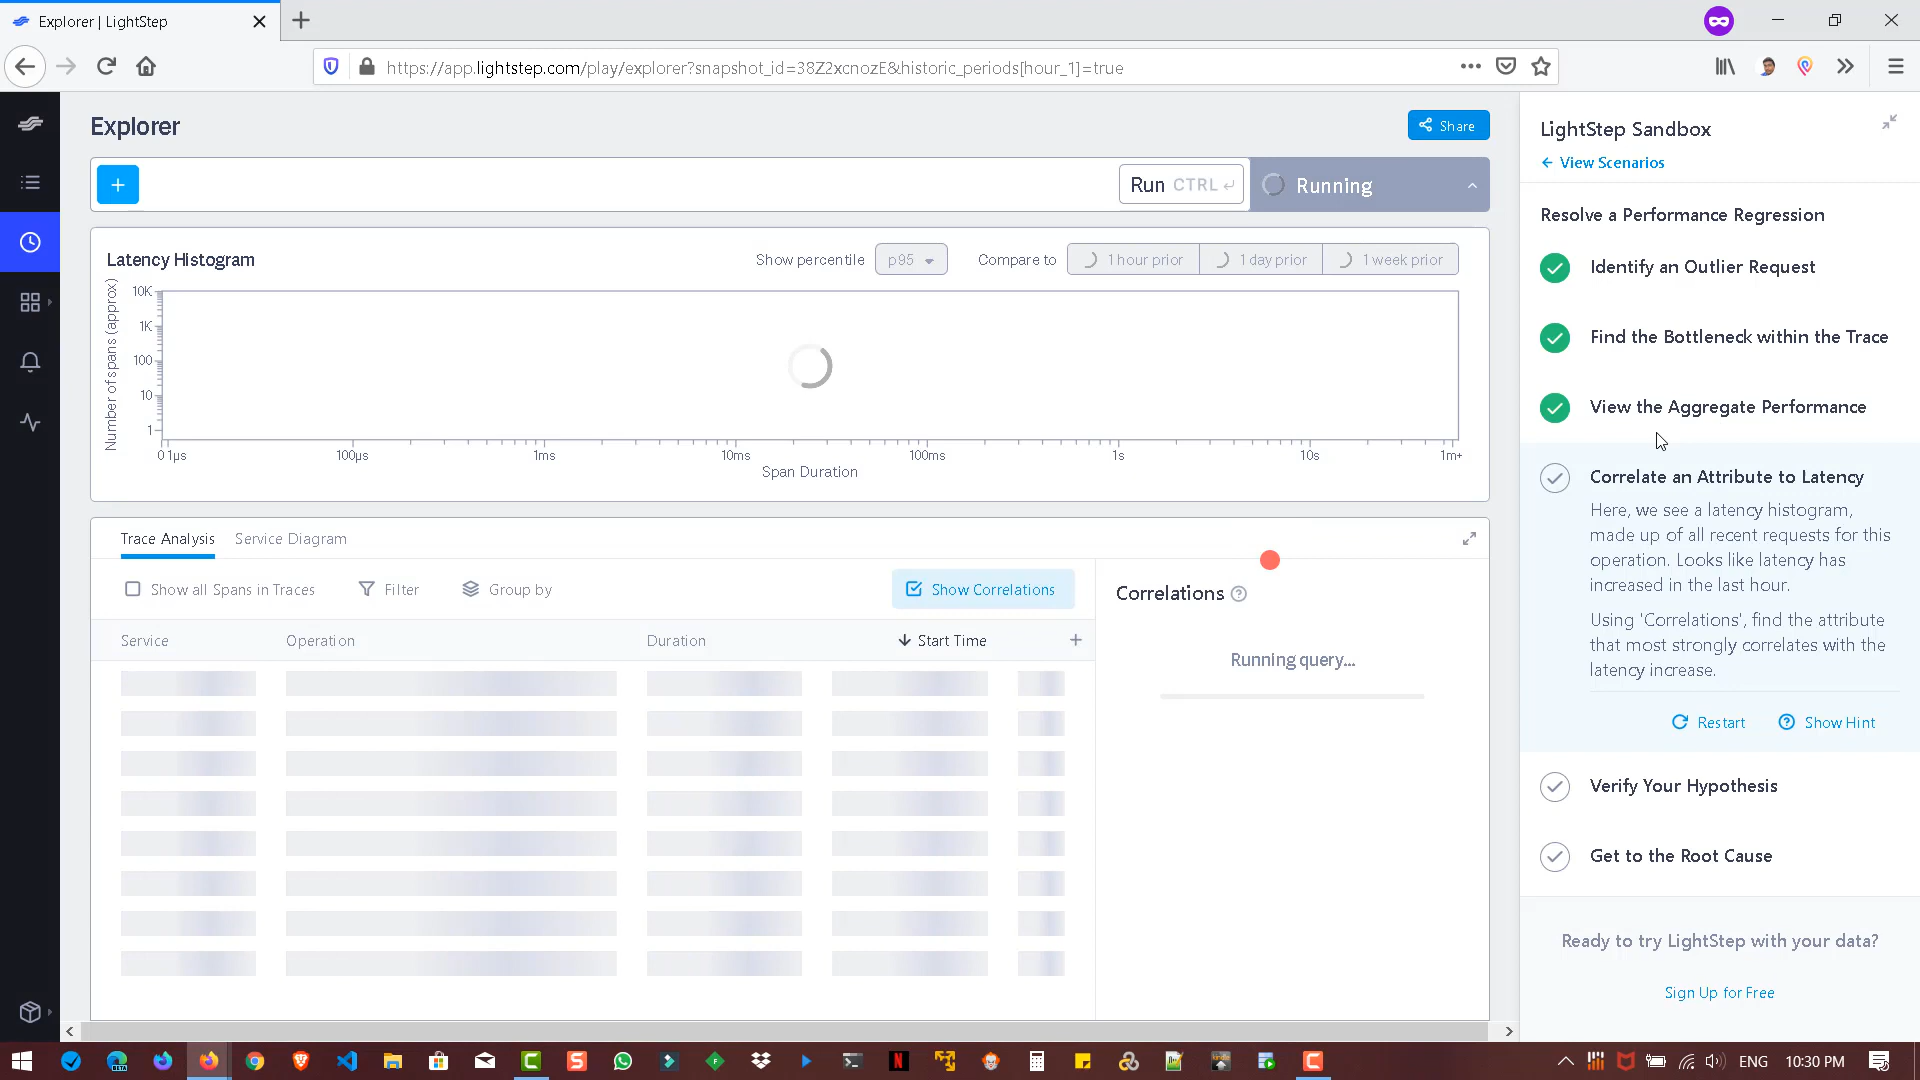 Explorer | LightStep
https://app.lightstep.com/play/explorer?snapshot_id=38Z2xcnozE&historic_periods[hour_1]=true
Explorer
Share
Run CTRL
Running
Latency Histogram
Show percentile
p95
Compare to
1 hour prior
1 day prior
1 week prior
Number of spans (approx)
10K
1K
100
10
1
0 1µs
100µs
1ms
10ms
100ms
1s
10s
1m+
Span Duration
Trace Analysis
Service Diagram
Show all Spans in Traces
Filter
Group by
Show Correlations
Service
Operation
Duration
Start Time
Correlations
Running query...
LightStep Sandbox
View Scenarios
Resolve a Performance Regression
Identify an Outlier Request
Find the Bottleneck within the Trace
View the Aggregate Performance
Correlate an Attribute to Latency
Here, we see a latency histogram,
made up of all recent requests for this
operation. Looks like latency has
increased in the last hour.
Using 'Correlations', find the attribute
that most strongly correlates with the
latency increase.
Restart
Show Hint
Verify Your Hypothesis
Get to the Root Cause
Ready to try LightStep with your data?
Sign Up for Free
ENG
10:30 PM